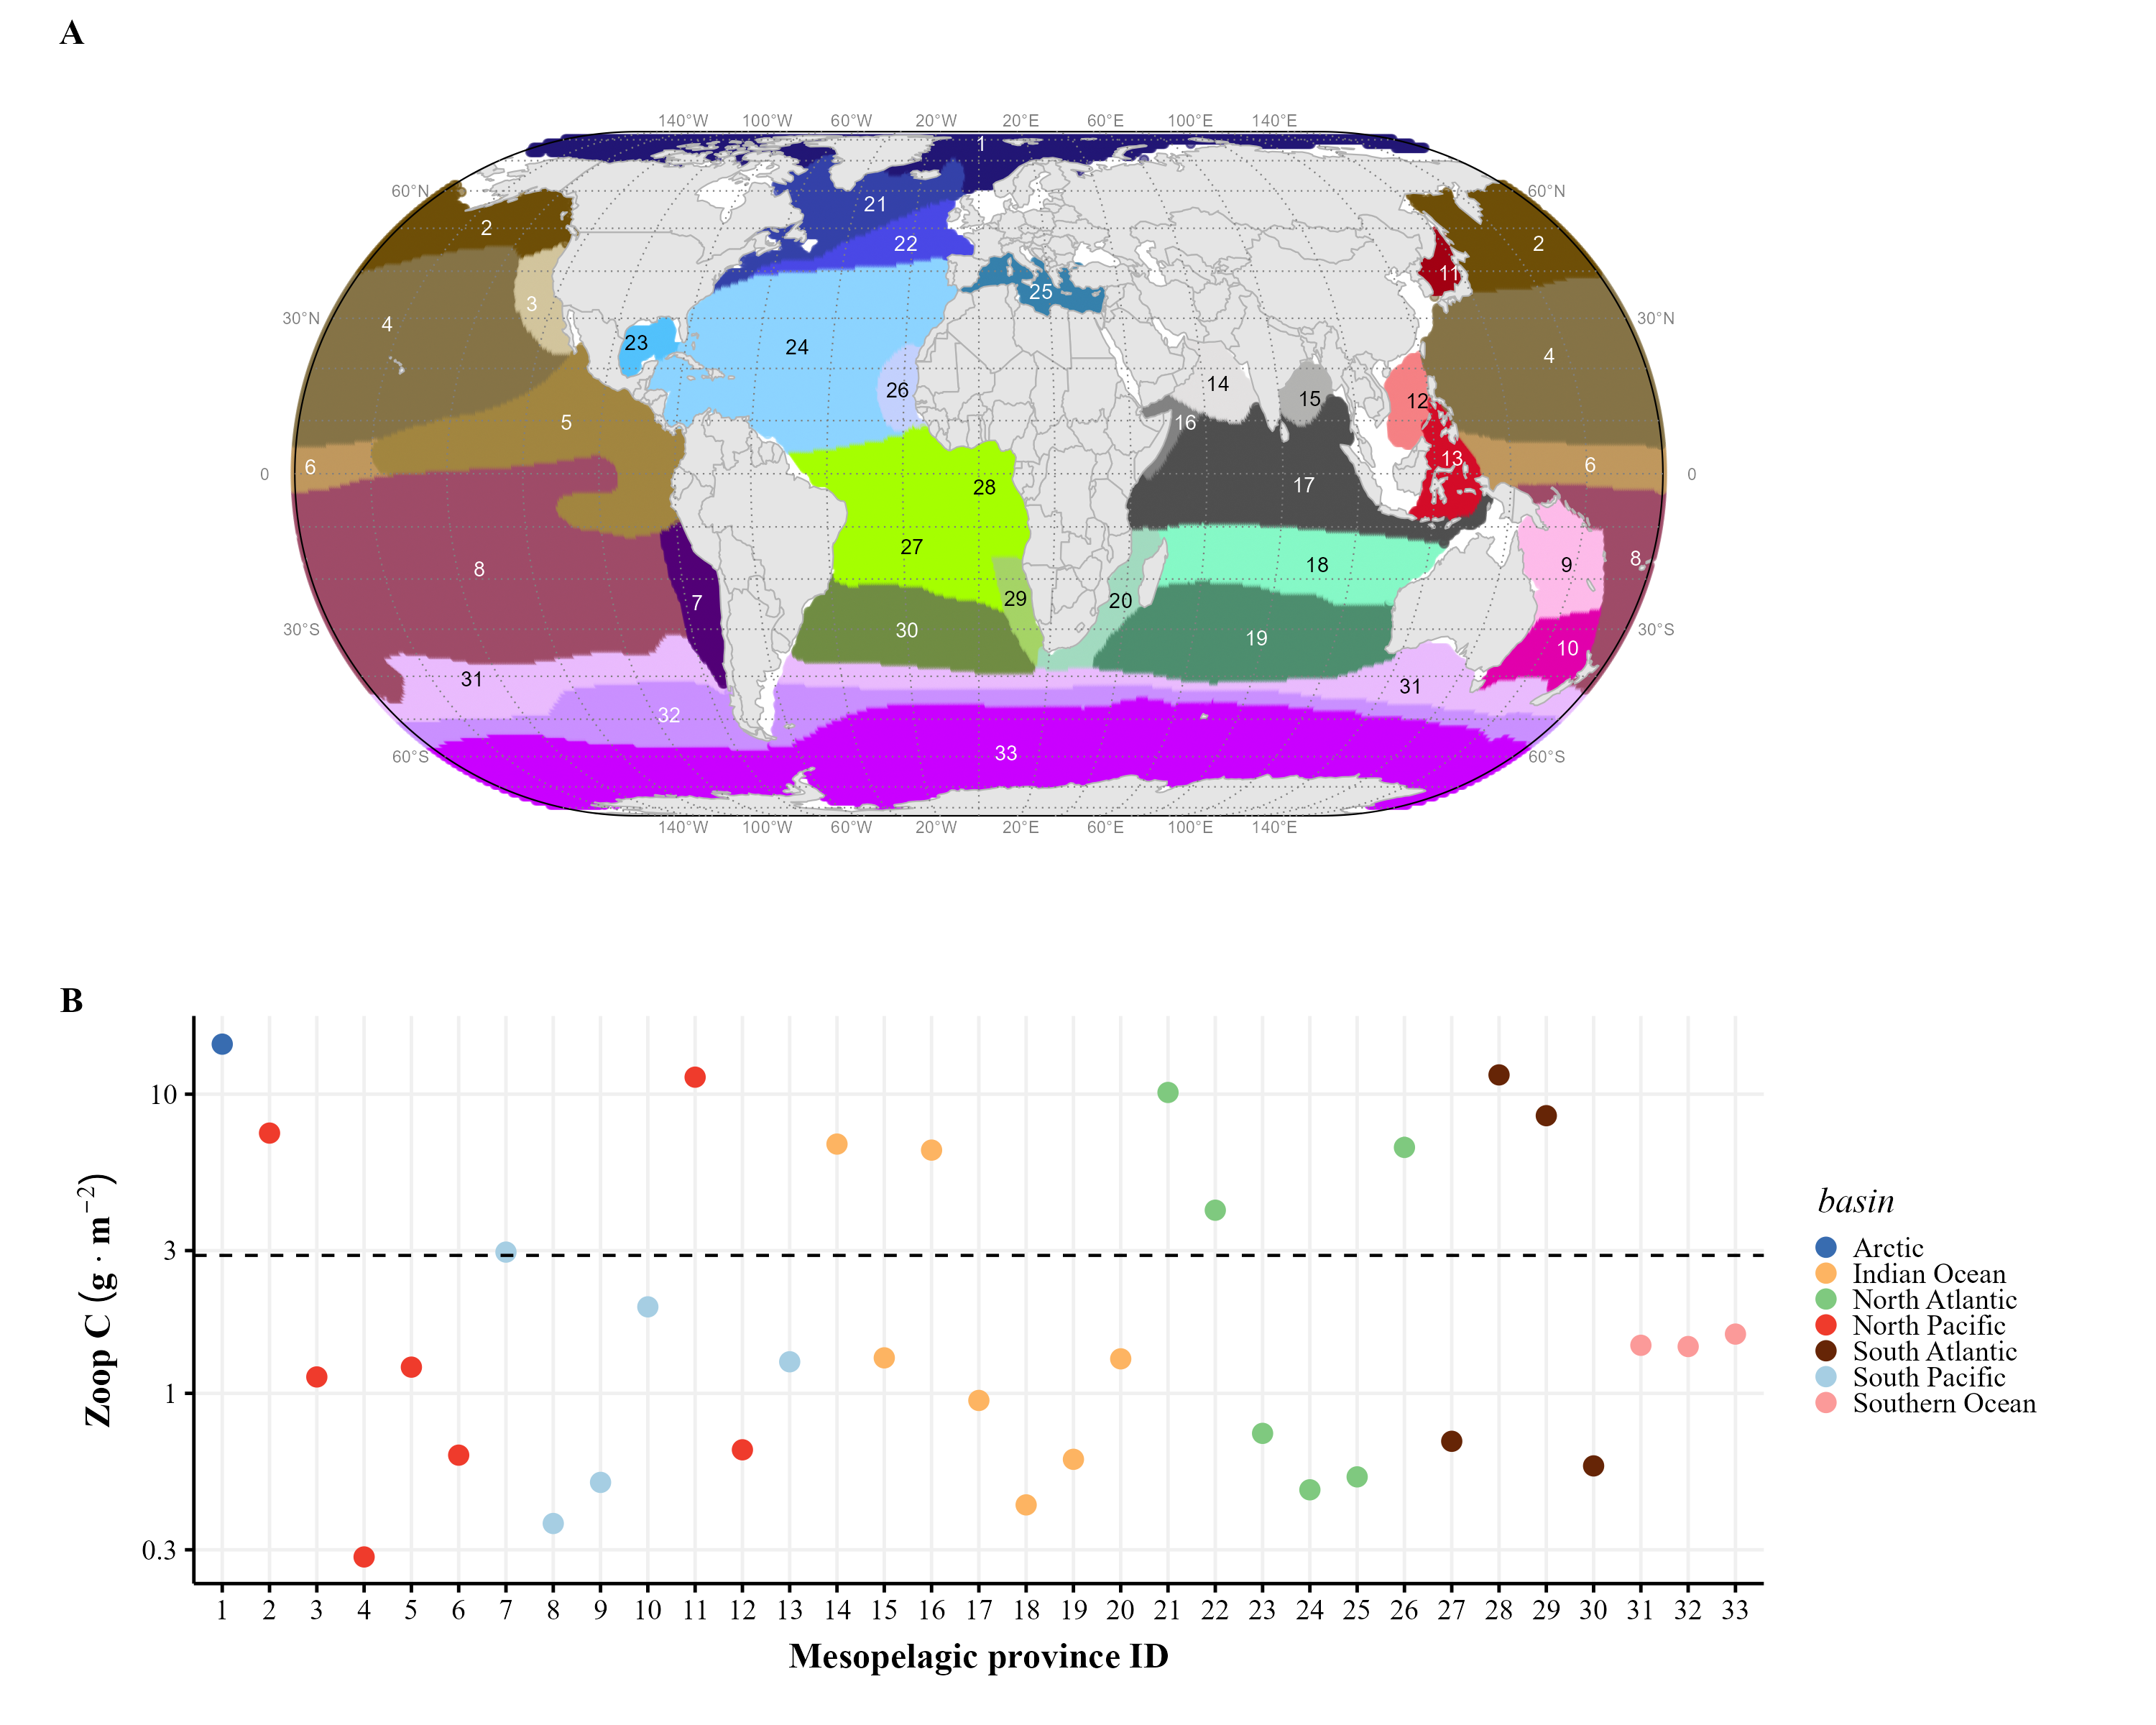 A
140°W 100°W 60°W 20°W 20°E 60°E 100°E 140°E
1
60°N 60°N
21
2 22 2
11
25
3
30°N 4 30°N
23 24 4
14
26 15 12
5 16
13
6 6
0 0
28 17
27
8 18 9 8
7 29 20
30°S 30 19 30°S
10
31 31
32
33
60°S 60°S
140°W 100°W 60°W 20°W 20°E 60°E 100°E 140°E
B
Zoop C (g · m⁻²)
10
3
1
0.3
1 2 3 4 5 6 7 8 9 10 11 12 13 14 15 16 17 18 19 20 21 22 23 24 25 26 27 28 29 30 31 32 33
Mesopelagic province ID
basin
Arctic
Indian Ocean
North Atlantic
North Pacific
South Atlantic
South Pacific
Southern Ocean